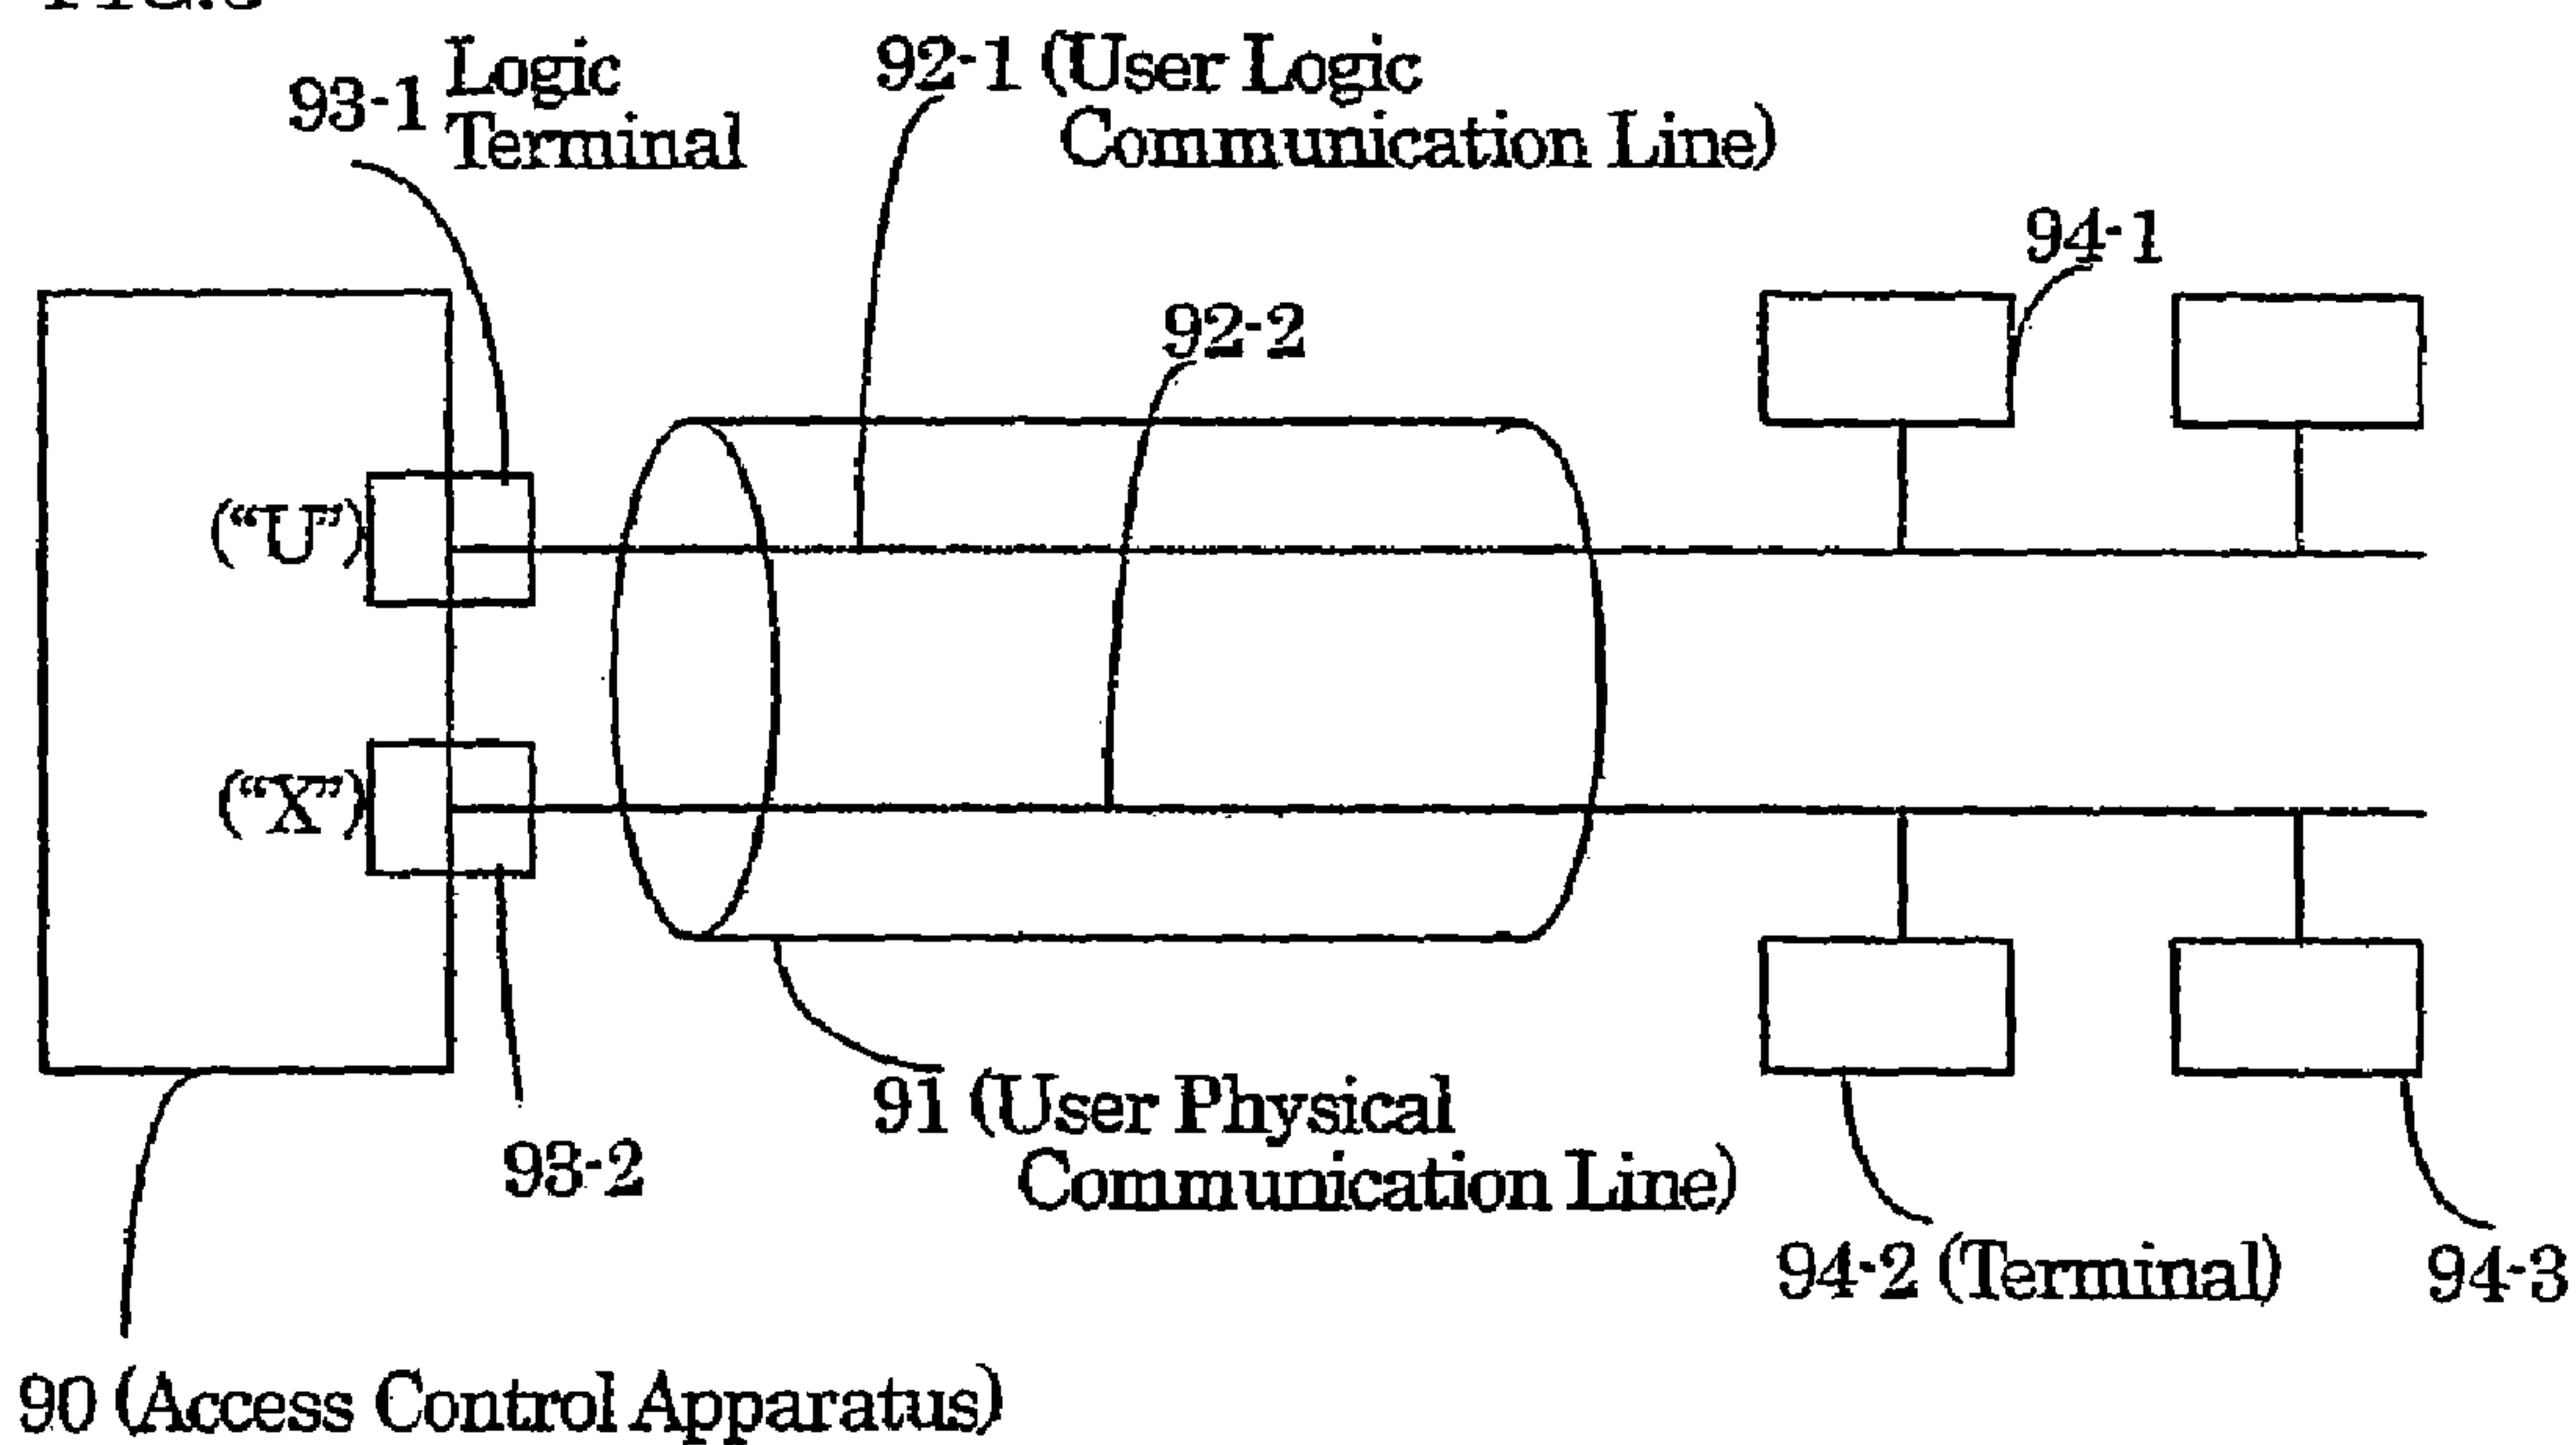 93-1 Logic
Terminal
92-1 (User Logic
Communication Line)
94-1
92-2
("U")
("X")
93-2
91 (User Physical
Communication Line)
94-2 (Terminal)
94-3
90 (Access Control Apparatus)